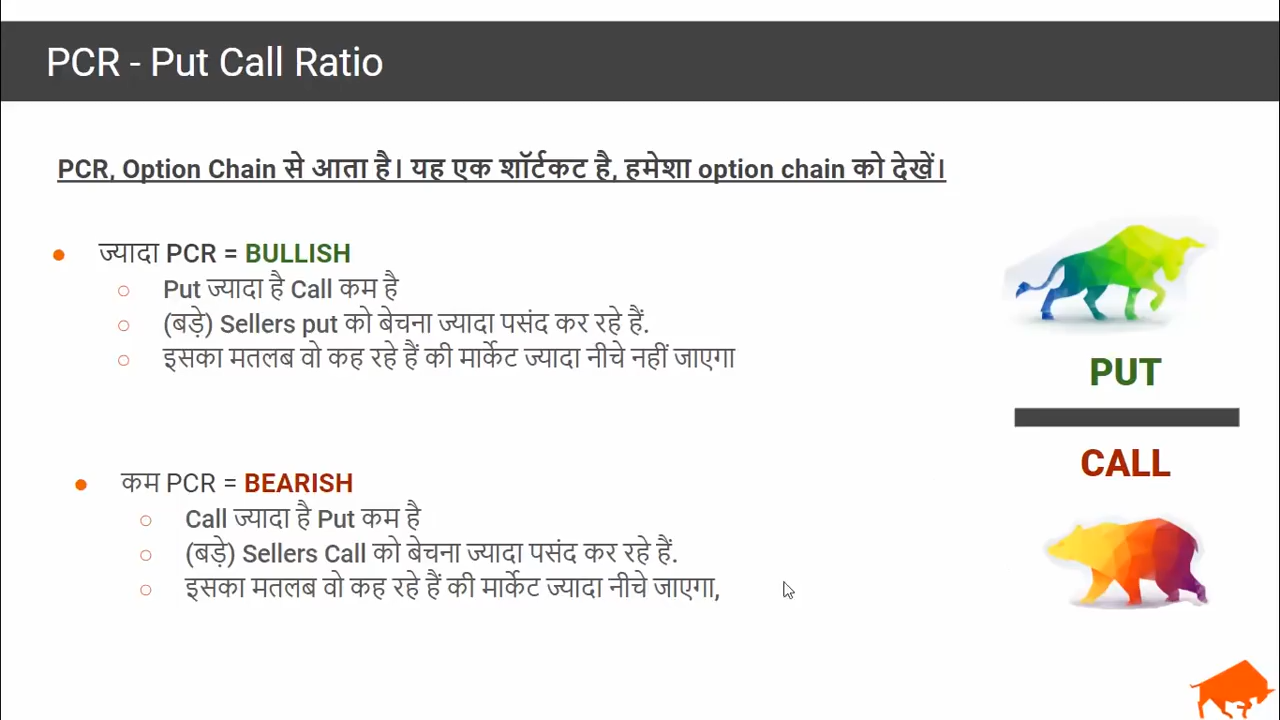 PCR - Put Call Ratio
PCR, Option Chain से आता है। यह एक शॉर्टकट है, हमेशा option chain को देखें।
ज्यादा PCR = BULLISH
Put ज्यादा है Call कम है
(बड़े) Sellers put को बेचना ज्यादा पसंद कर रहे हैं.
इसका मतलब वो कह रहे हैं की मार्केट ज्यादा नीचे नहीं जाएगा
PUT
CALL
कम PCR = BEARISH
Call ज्यादा है Put कम है
(बड़े) Sellers Call को बेचना ज्यादा पसंद कर रहे हैं.
इसका मतलब वो कह रहे हैं की मार्केट ज्यादा नीचे जाएगा,